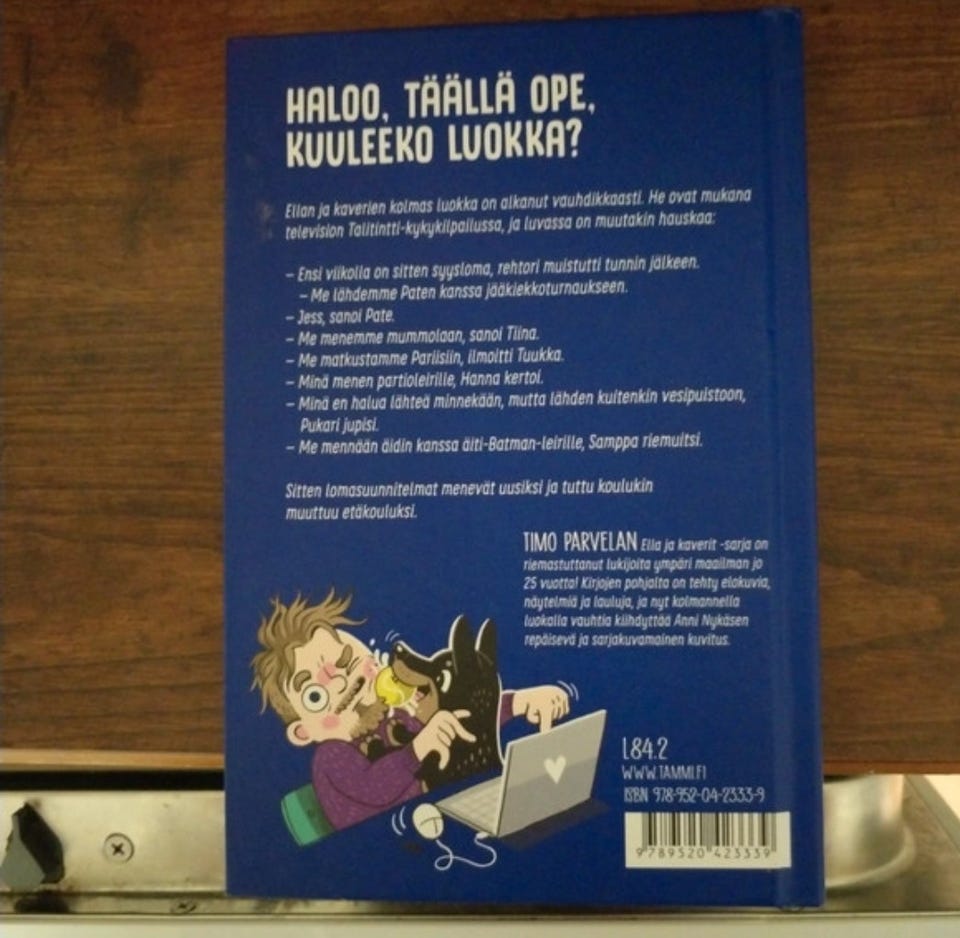 HALOO, TÄÄLLÄ OPE,
KUULEEKO LUOKKA?
Ellan ja kaverien kolmas luokka on alkanut vauhdikkaasti. He ovat mukana
television Talitintti-kykykilpailussa, ja luvassa on muutakin hauskaa:
– Ensi viikolla on sitten syysloma, rehtori muistutti tunnin jälkeen.
– Me lähdemme Paten kanssa jääkiekkoturnaukseen.
– Jess, sanoi Pate.
– Me menemme mummolaan, sanoi Tiina.
– Me matkustamme Pariisiin, ilmoitti Tuukka.
– Minä menen partioleirille, Hanna kertoi.
– Minä en halua lähteä minnekään, mutta lähden kuitenkin vesipuistoon,
Pukari jupisi.
– Me mennään äidin kanssa äiti-Batman-leirille, Samppa riemuitsi.
Sitten lomasuunnitelmat menevät uusiksi ja tuttu koulukin
muuttuu etäkouluksi.
TIMO PARVELAN Ella ja kaverit -sarja on
riemastuttanut lukijoita ympäri maailman jo
25 vuotta! Kirjojen pohjalta on tehty elokuvia,
näytelmiä ja lauluja, ja nyt kolmannella
luokalla vauhtia kiihdyttää Anni Nykäsen
repäisevä ja sarjakuvamainen kuvitus.
L84.2
WWW.TAMMI.FI
ISBN 978-952-04-2333-9
9 789520 423339